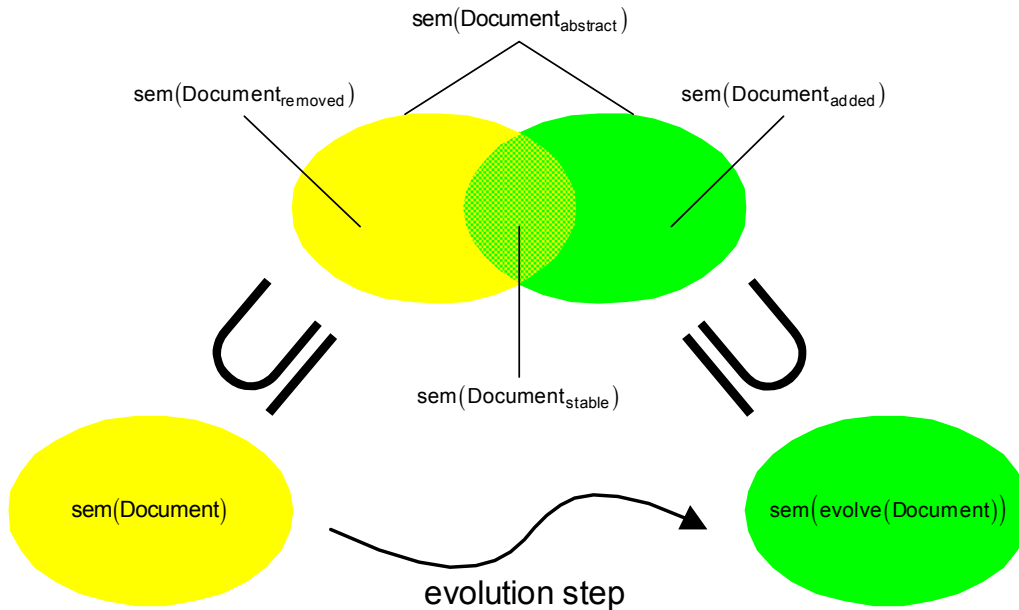 sem(Document_abstract)
sem(Document_removed)
sem(Document_added)
sem(Document_stable)
sem(Document)
sem(evolve(Document))
evolution step